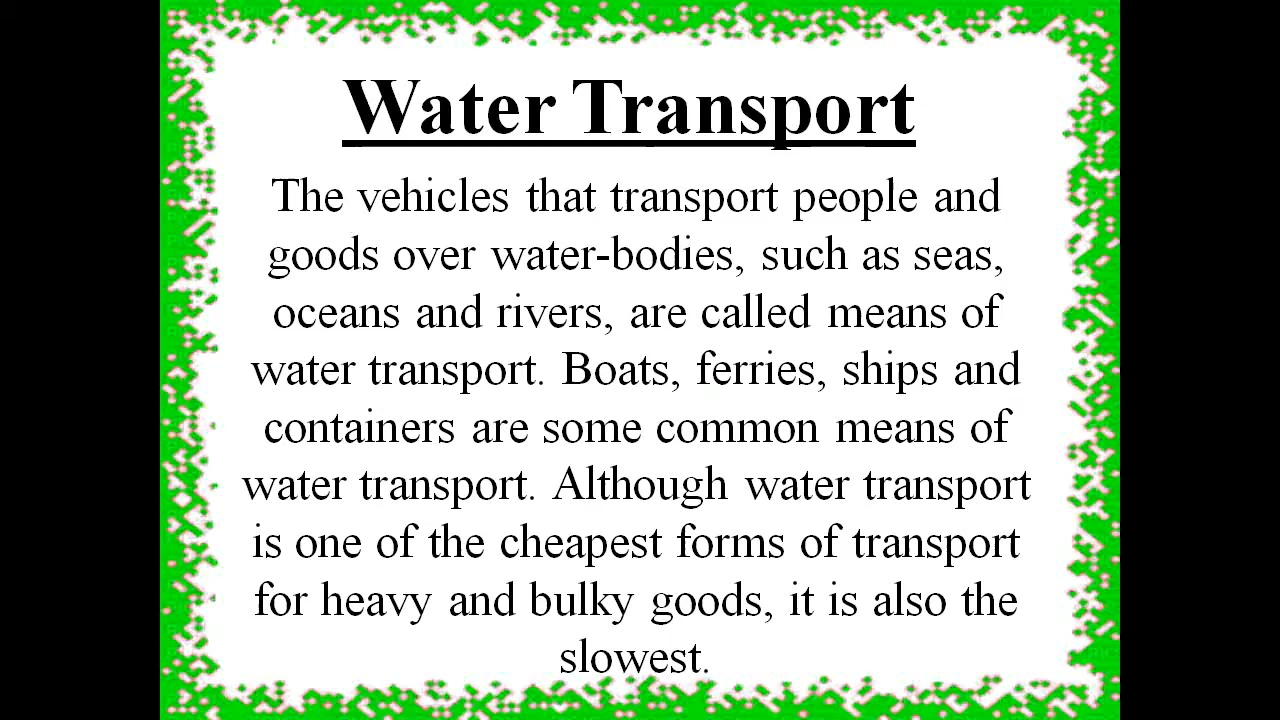 Water Transport
The vehicles that transport people and
goods over water-bodies, such as seas,
oceans and rivers, are called means of
water transport. Boats, ferries, ships and
containers are some common means of
water transport. Although water transport
is one of the cheapest forms of transport
for heavy and bulky goods, it is also the
slowest.